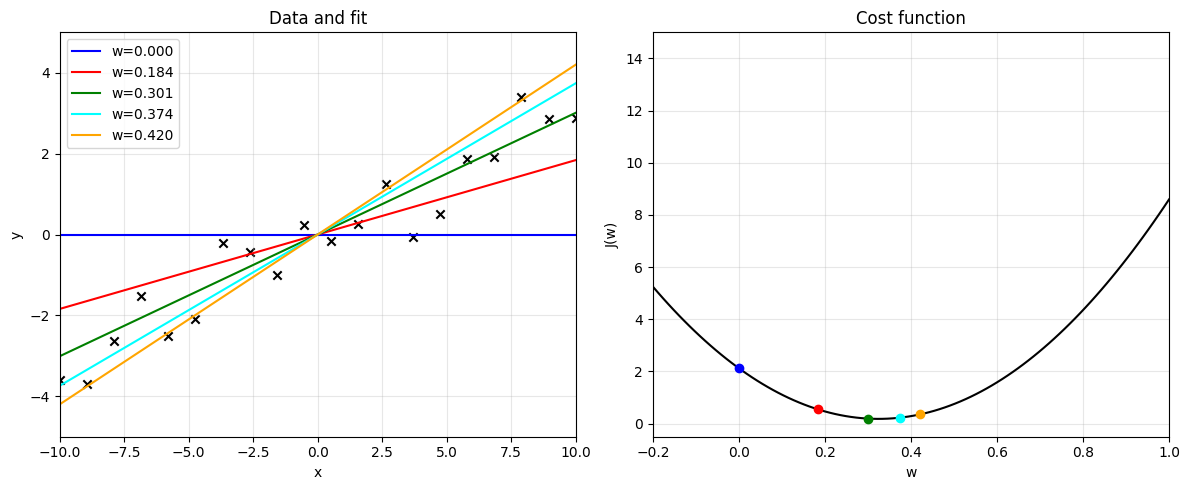 Data and fit
w=0.000
w=0.184
w=0.301
w=0.374
w=0.420
4
2
0
−2
−4
y
−10.0 −7.5 −5.0 −2.5 0.0 2.5 5.0 7.5 10.0
x
Cost function
14
12
10
8
6
4
2
0
J(w)
−0.2 0.0 0.2 0.4 0.6 0.8 1.0
w